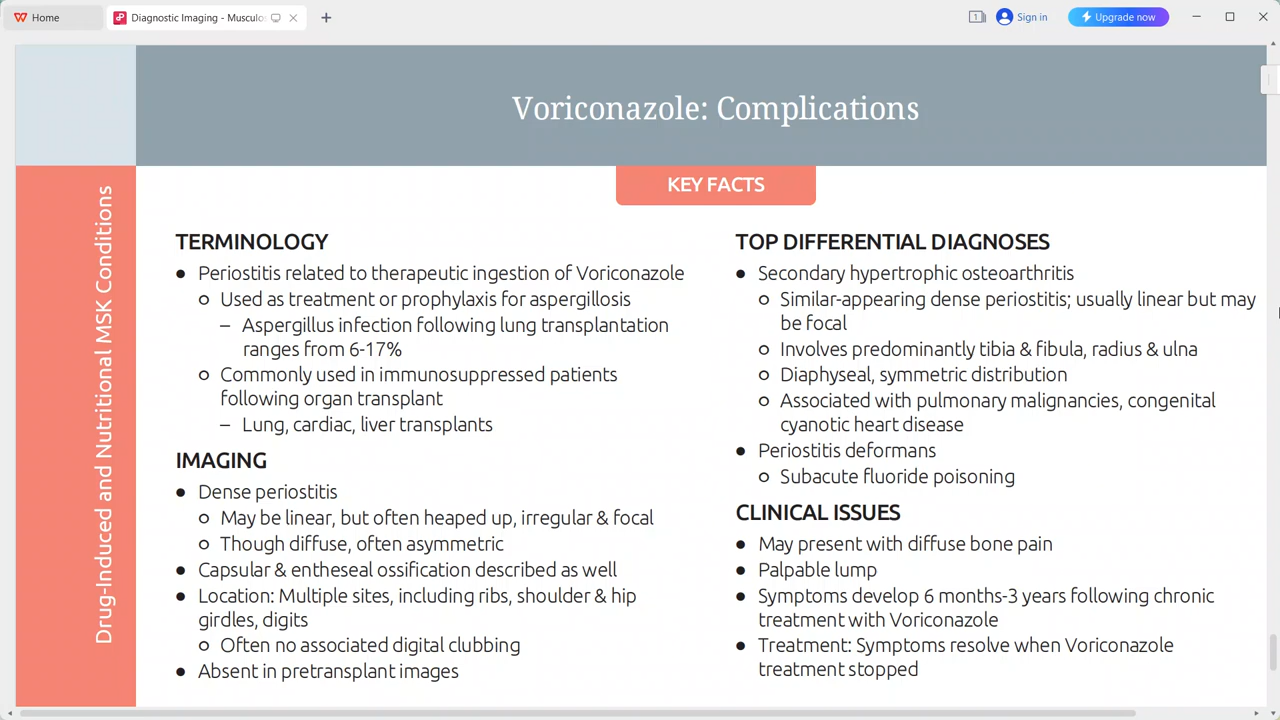 Home
Diagnostic Imaging - Musculos
1
Sign in
Upgrade now
Voriconazole: Complications
Drug-Induced and Nutritional MSK Conditions
KEY FACTS
TERMINOLOGY
● Periostitis related to therapeutic ingestion of Voriconazole
○ Used as treatment or prophylaxis for aspergillosis
– Aspergillus infection following lung transplantation
ranges from 6-17%
○ Commonly used in immunosuppressed patients
following organ transplant
– Lung, cardiac, liver transplants
IMAGING
● Dense periostitis
○ May be linear, but often heaped up, irregular & focal
○ Though diffuse, often asymmetric
● Capsular & entheseal ossification described as well
● Location: Multiple sites, including ribs, shoulder & hip
girdles, digits
○ Often no associated digital clubbing
● Absent in pretransplant images
TOP DIFFERENTIAL DIAGNOSES
● Secondary hypertrophic osteoarthritis
○ Similar-appearing dense periostitis; usually linear but may
be focal
○ Involves predominantly tibia & fibula, radius & ulna
○ Diaphyseal, symmetric distribution
○ Associated with pulmonary malignancies, congenital
cyanotic heart disease
● Periostitis deformans
○ Subacute fluoride poisoning
CLINICAL ISSUES
● May present with diffuse bone pain
● Palpable lump
● Symptoms develop 6 months-3 years following chronic
treatment with Voriconazole
● Treatment: Symptoms resolve when Voriconazole
treatment stopped